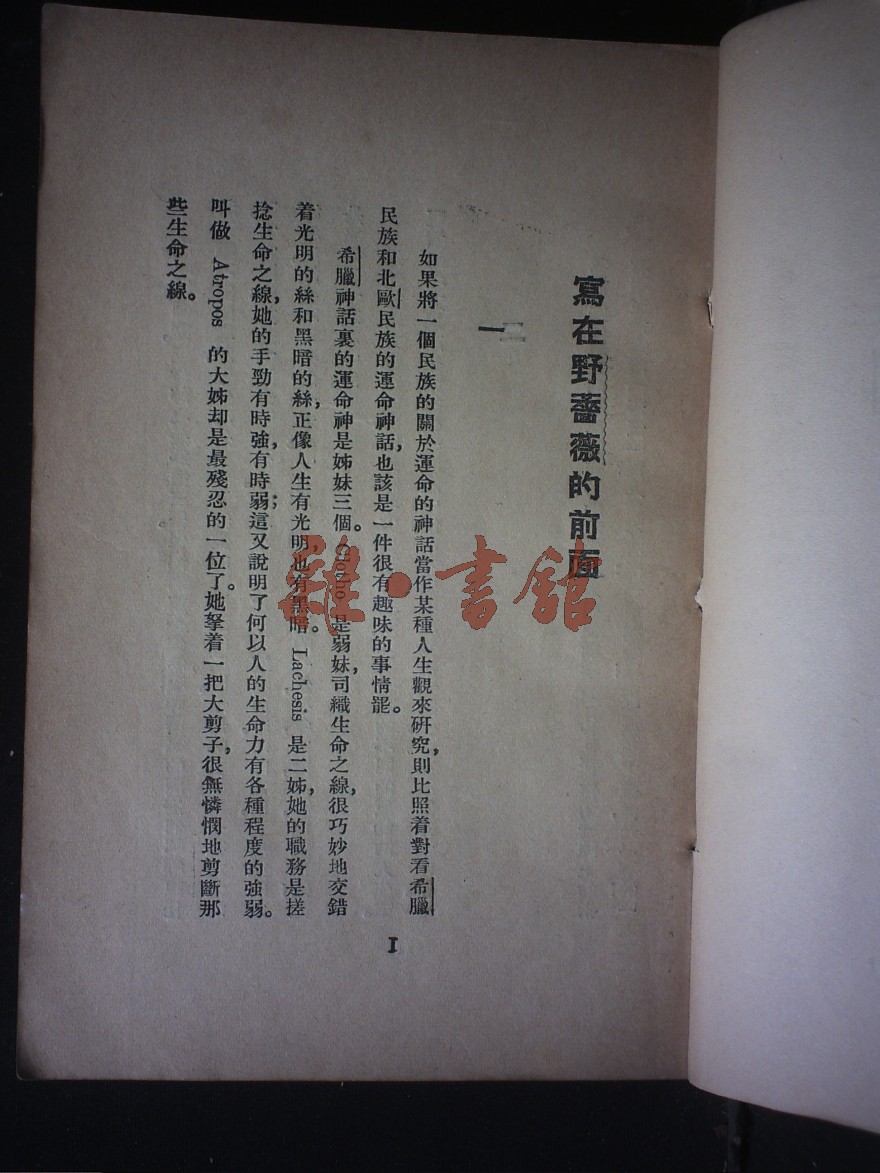 寫在野薔薇的前面
一
如果將一個民族的關於運命的神話當作某種人生觀來研究,則比照着對看希臘
民族和北歐民族的運命神話,也該是一件很有趣味的事情罷。
希臘神話裏的運命神是姊妹三個。Clotho 是弱妹,司織生命之線,很巧妙地交錯
着光明的絲和黑暗的絲,正像人生有光明,也有黑暗。Lachesis 是二姊,她的職務是搓
捻生命之線,她的手勁有時強,有時弱;這又說明了何以人的生命力有各種程度的強弱。
叫做 Atropos 的大姊却是最殘忍的一位了。她拏着一把大剪子,很無憐憫地剪斷那
些生命之線。
1
雜·書館